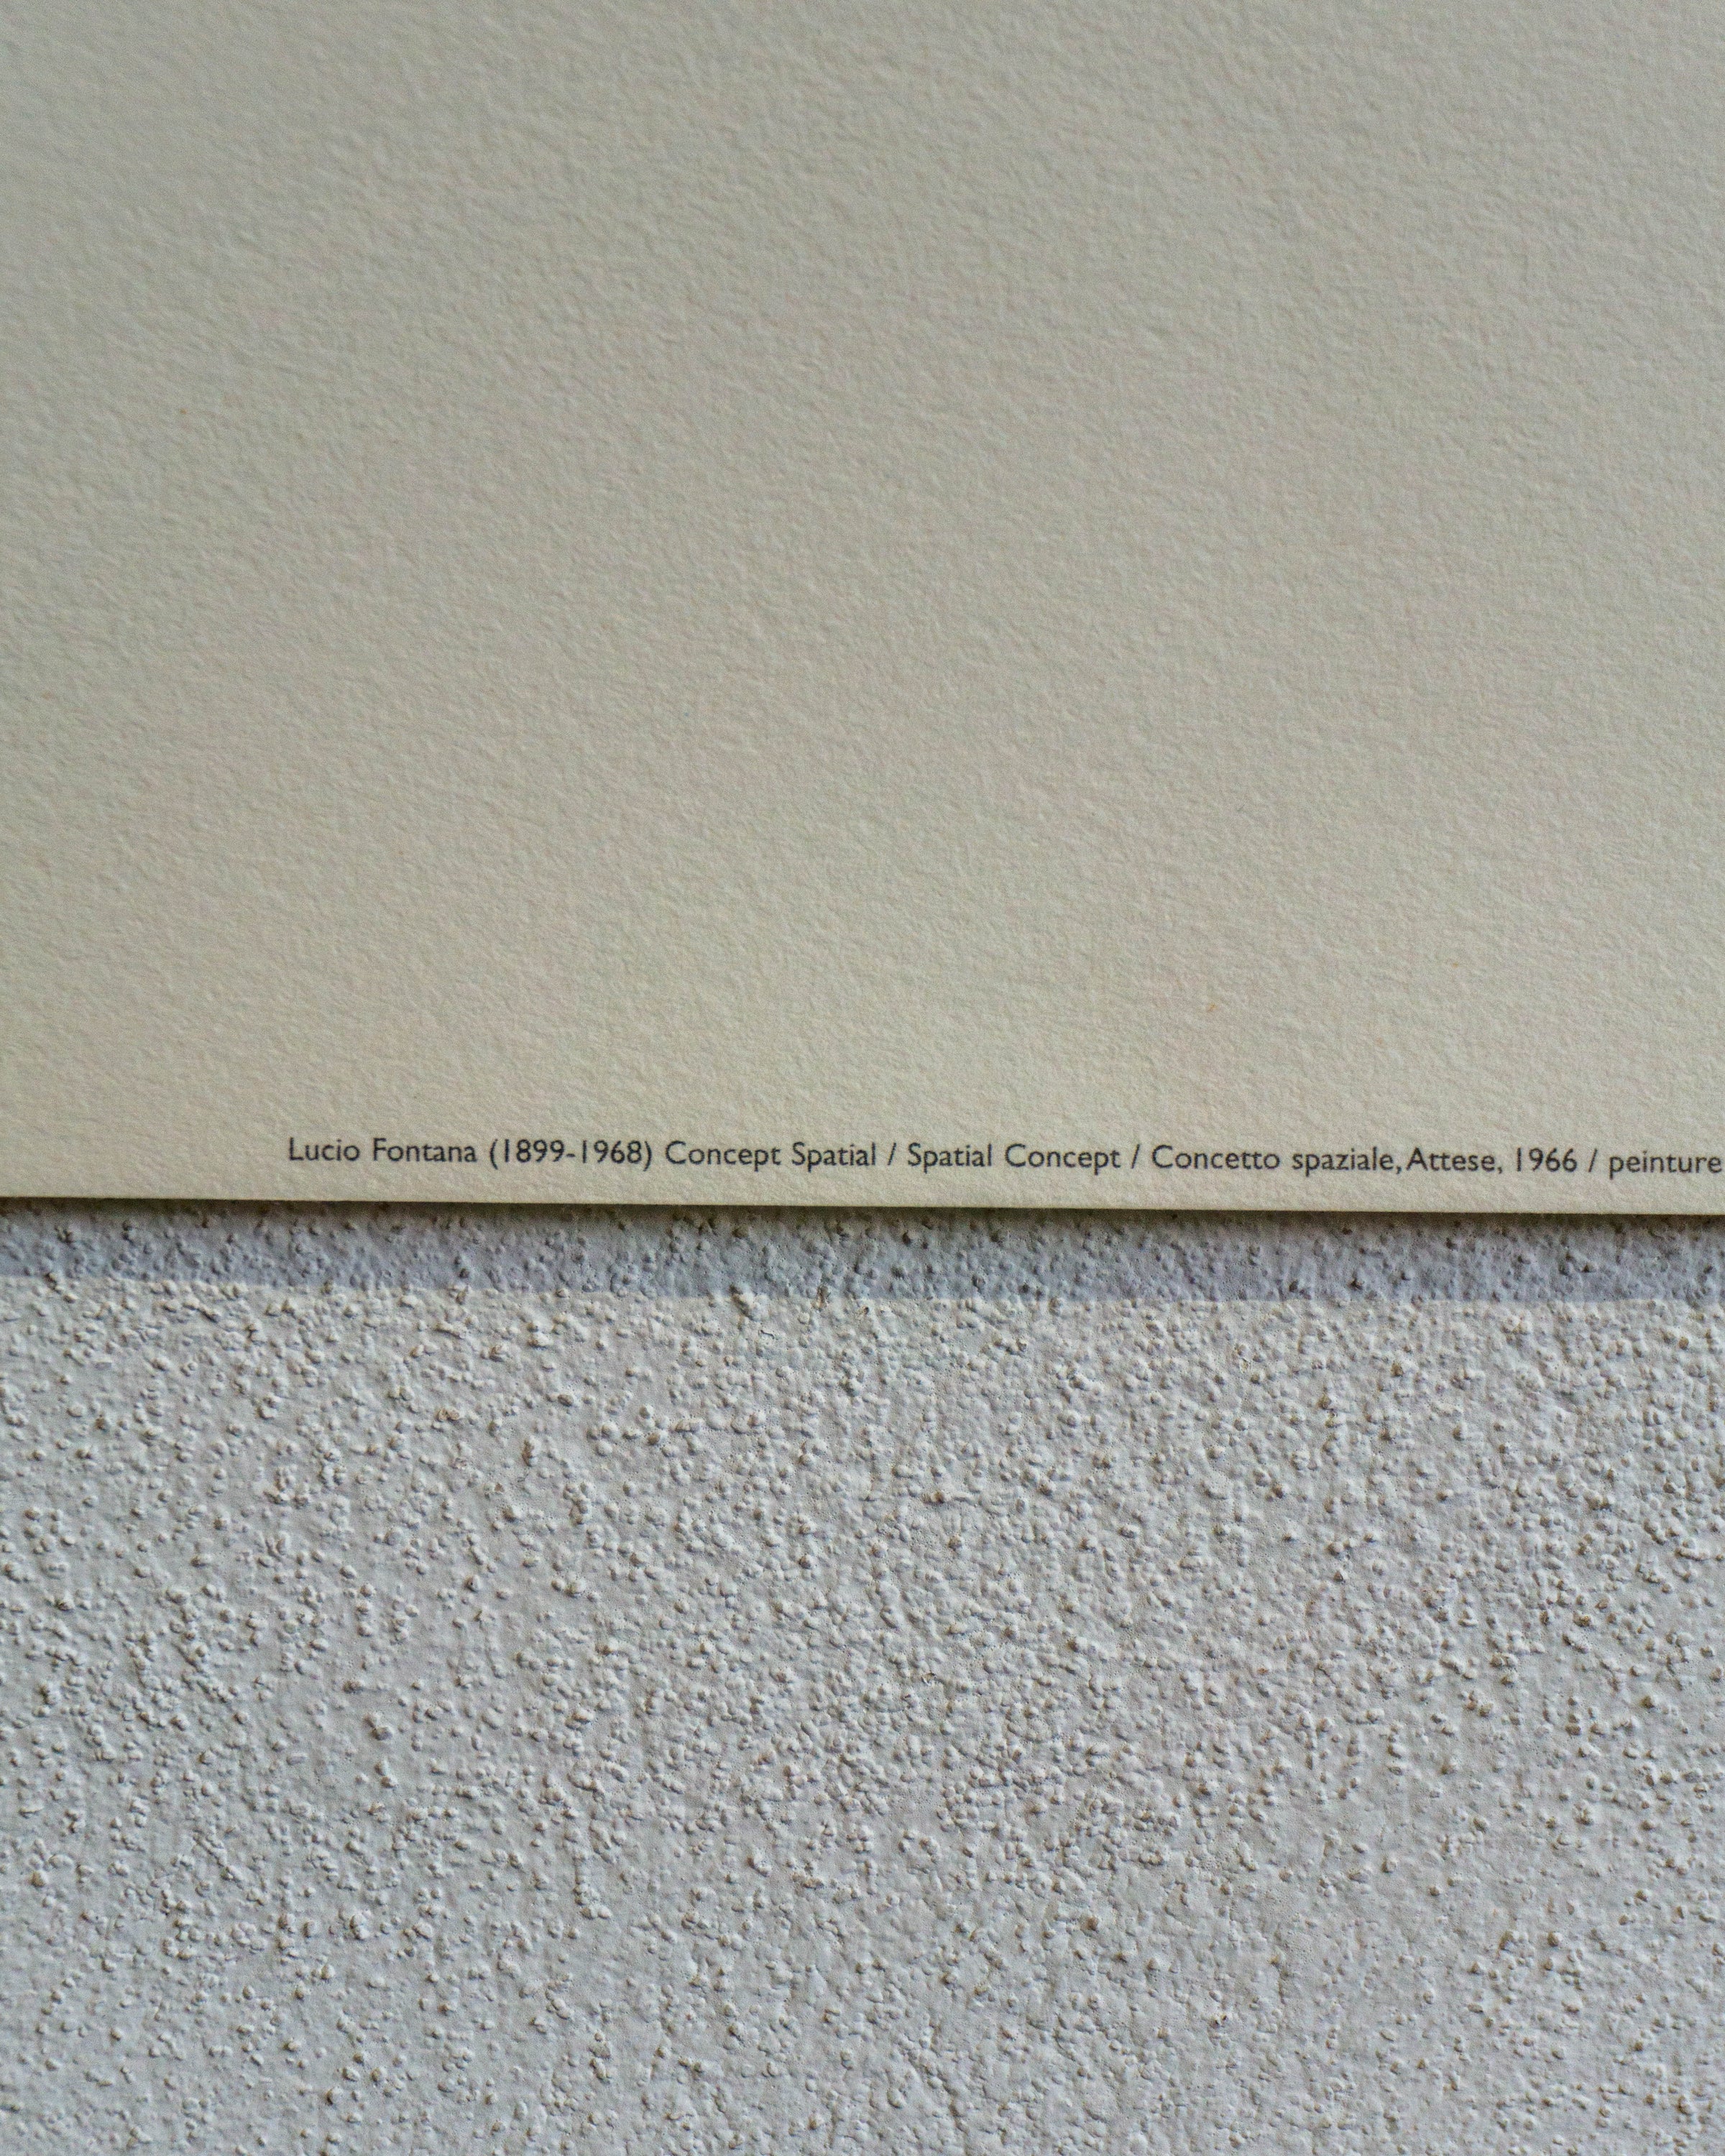 Lucio Fontana (1899-1968) Concept Spatial / Spatial Concept / Concetto spaziale, Attese, 1966 / peinture